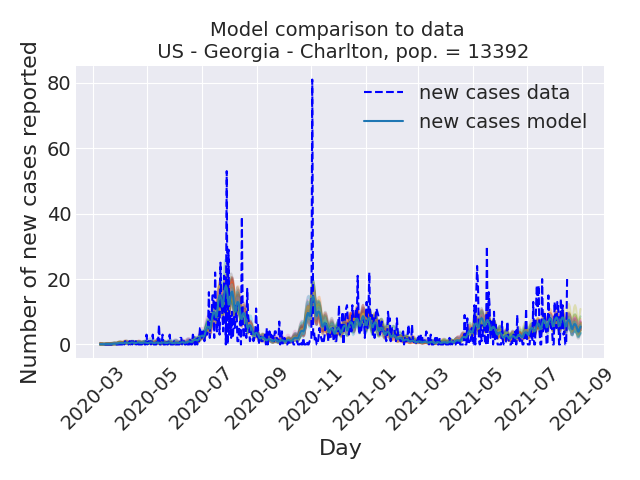 Model comparison to data
US - Georgia - Charlton, pop. = 13392
Number of new cases reported
80
60
40
20
0
new cases data
new cases model
2020-03
2020-05
2020-07
2020-09
2020-11
2021-01
2021-03
2021-05
2021-07
2021-09
Day